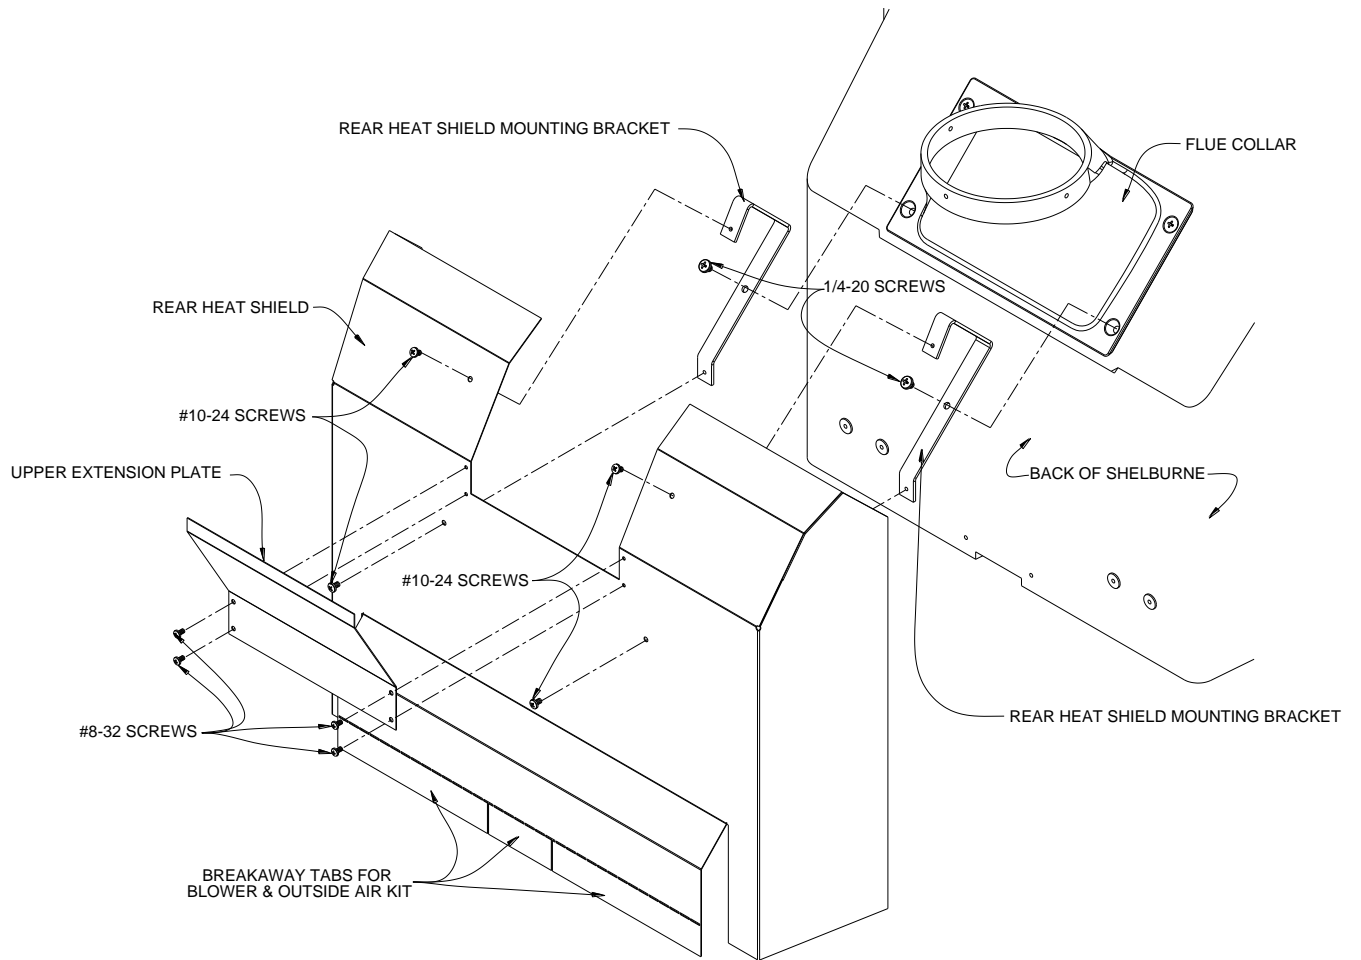 REAR HEAT SHIELD MOUNTING BRACKET
FLUE COLLAR
1/4-20 SCREWS
REAR HEAT SHIELD
#10-24 SCREWS
UPPER EXTENSION PLATE
BACK OF SHELBURNE
#10-24 SCREWS
REAR HEAT SHIELD MOUNTING BRACKET
#8-32 SCREWS
BREAKAWAY TABS FOR
BLOWER & OUTSIDE AIR KIT